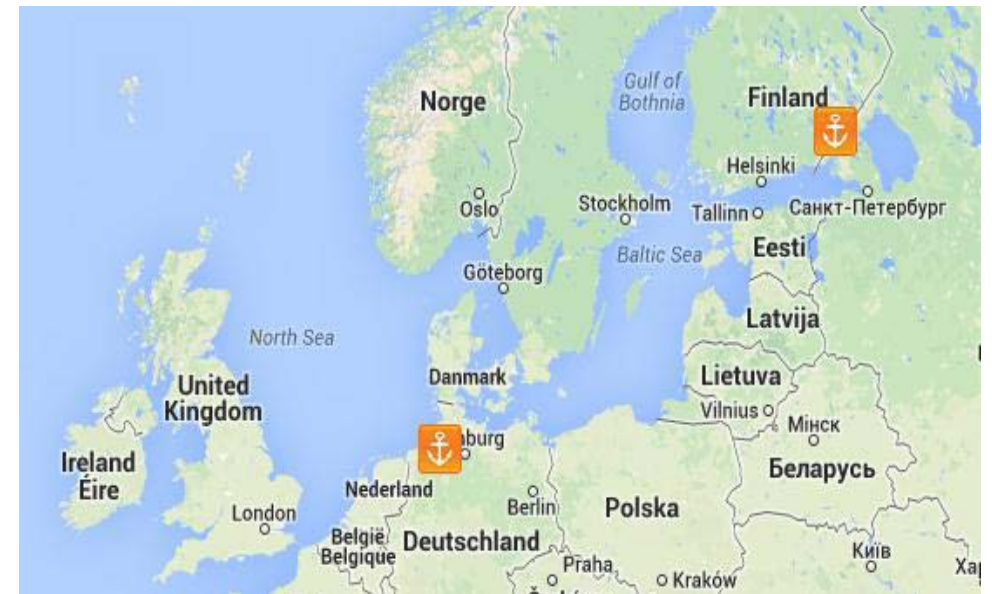 Gulf of
Bothnia
Norge
Finland
Helsinki
Oslo
Stockholm
Tallinn
Санкт-Петербург
Eesti
Baltic Sea
Göteborg
Latvija
North Sea
Danmark
Lietuva
United
Kingdom
Vilnius
Мінск
burg
Ireland
Éire
Беларусь
Nederland
Berlin
Polska
London
België
Belgique
Deutschland
Київ
Praha
Kraków
Ха